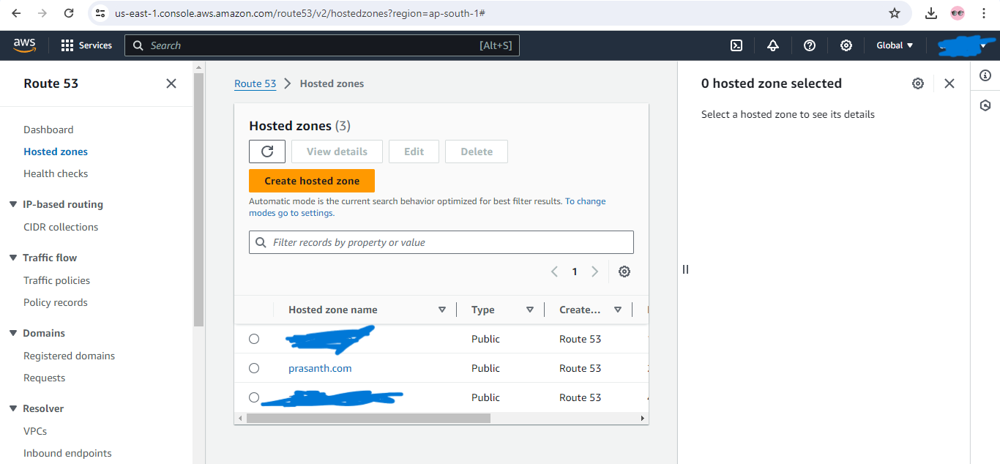 us-east-1.console.aws.amazon.com/route53/v2/hostedzones?region=ap-south-1#
aws
Services
Search
[Alt+S]
Global
Route 53
Dashboard
Hosted zones
Health checks
IP-based routing
CIDR collections
Traffic flow
Traffic policies
Policy records
Domains
Registered domains
Requests
Resolver
VPCs
Inbound endpoints
Route 53 Hosted zones
Hosted zones (3)
View details Edit Delete
Create hosted zone
Automatic mode is the current search behavior optimized for best filter results. To change
modes go to settings.
Filter records by property or value
1
Hosted zone name Type Create...
Public Route 53
prasanth.com Public Route 53
Public Route 53
0 hosted zone selected
Select a hosted zone to see its details